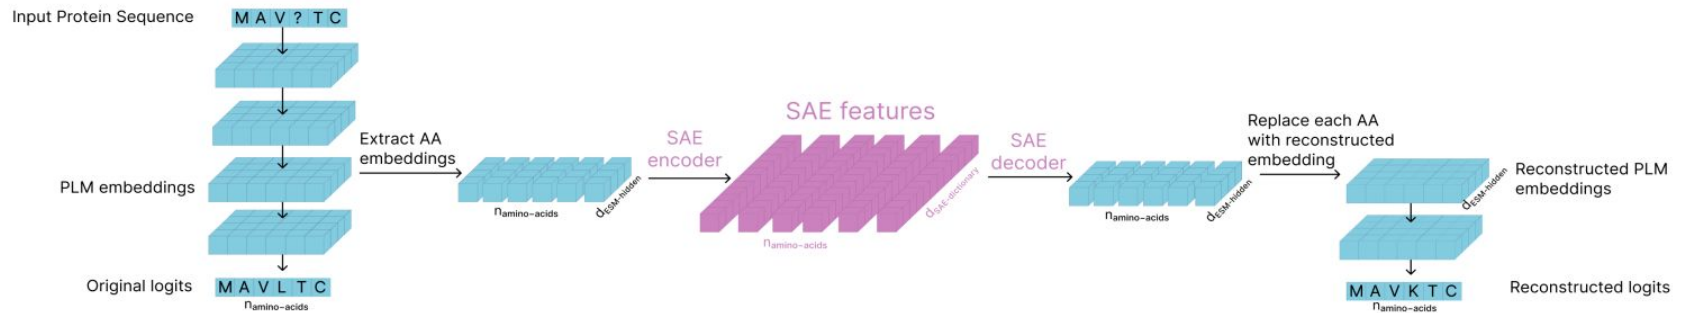 Input Protein Sequence
M A V ? T C
PLM embeddings
Original logits
M A V L T C
n_amino-acids
Extract AA
embeddings
n_amino-acids
d_ESM-hidden
SAE
encoder
SAE features
n_amino-acids
d_SAE-dictionary
SAE
decoder
n_amino-acids
d_ESM-hidden
Replace each AA
with reconstructed
embedding
d_ESM-hidden
Reconstructed PLM
embeddings
M A V K T C
n_amino-acids
Reconstructed logits